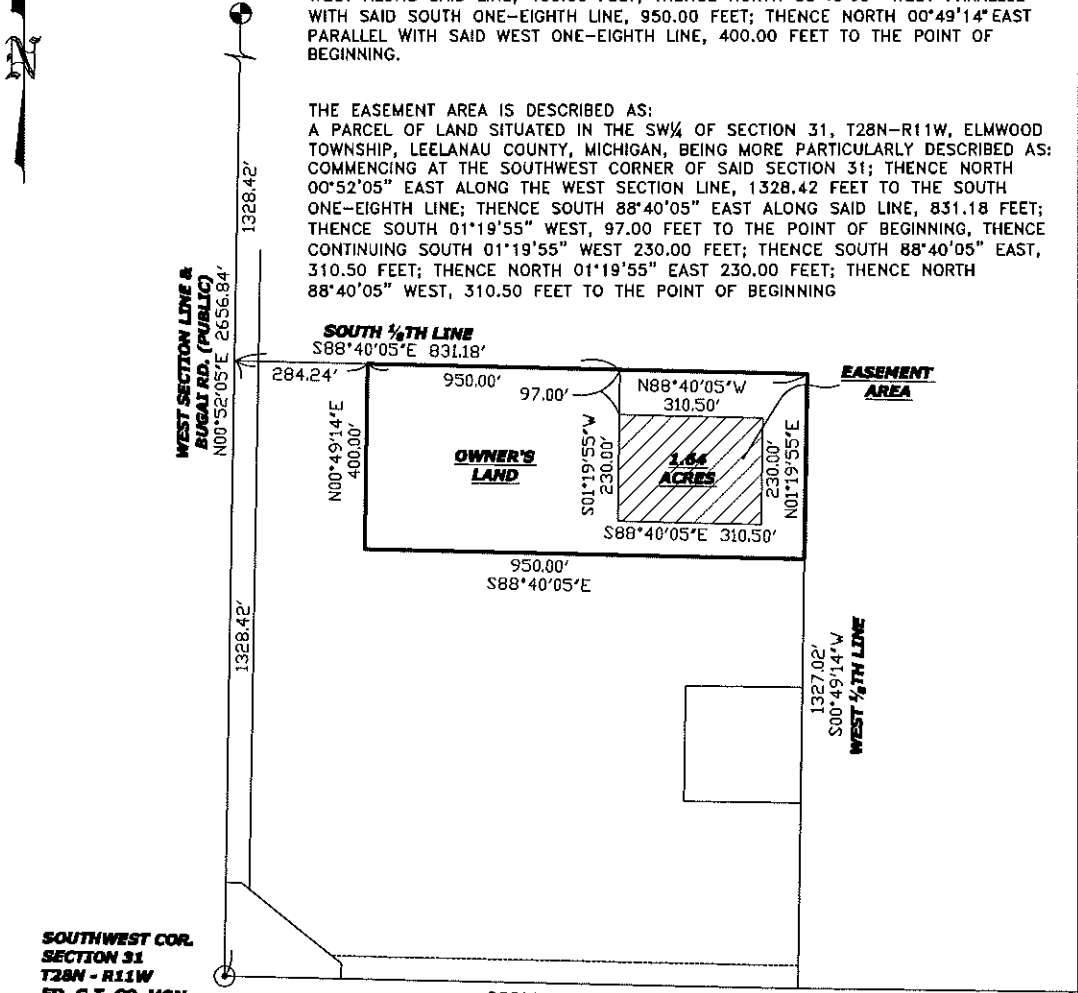 WITH SAID SOUTH ONE-EIGHTH LINE, 950.00 FEET; THENCE NORTH 00°49'14" EAST
PARALLEL WITH SAID WEST ONE-EIGHTH LINE, 400.00 FEET TO THE POINT OF
BEGINNING.
THE EASEMENT AREA IS DESCRIBED AS:
A PARCEL OF LAND SITUATED IN THE SW¼ OF SECTION 31, T28N-R11W, ELMWOOD
TOWNSHIP, LEELANAU COUNTY, MICHIGAN, BEING MORE PARTICULARLY DESCRIBED AS:
COMMENCING AT THE SOUTHWEST CORNER OF SAID SECTION 31; THENCE NORTH
00°52'05" EAST ALONG THE WEST SECTION LINE, 1328.42 FEET TO THE SOUTH
ONE-EIGHTH LINE; THENCE SOUTH 88°40'05" EAST ALONG SAID LINE, 831.18 FEET;
THENCE SOUTH 01°19'55" WEST, 97.00 FEET TO THE POINT OF BEGINNING, THENCE
CONTINUING SOUTH 01°19'55" WEST 230.00 FEET; THENCE SOUTH 88°40'05" EAST,
310.50 FEET; THENCE NORTH 01°19'55" EAST 230.00 FEET; THENCE NORTH
88°40'05" WEST, 310.50 FEET TO THE POINT OF BEGINNING
N
1328.42'
WEST SECTION LINE &
BUGAI RD. (PUBLIC)
N00°52'05"E 2656.84'
SOUTH ⅛TH LINE
S88°40'05"E 831.18'
284.24'
950.00'
97.00'
N88°40'05"W
310.50'
EASEMENT
AREA
N00°49'14"E
400.00'
OWNER'S
LAND
S01°19'55"W
230.00'
1.64
ACRES
230.00'
N01°19'55"E
S88°40'05"E 310.50'
950.00'
S88°40'05"E
1328.42'
1327.02'
S00°49'14"W
WEST ⅛TH LINE
SOUTHWEST COR.
SECTION 31
T28N - R11W